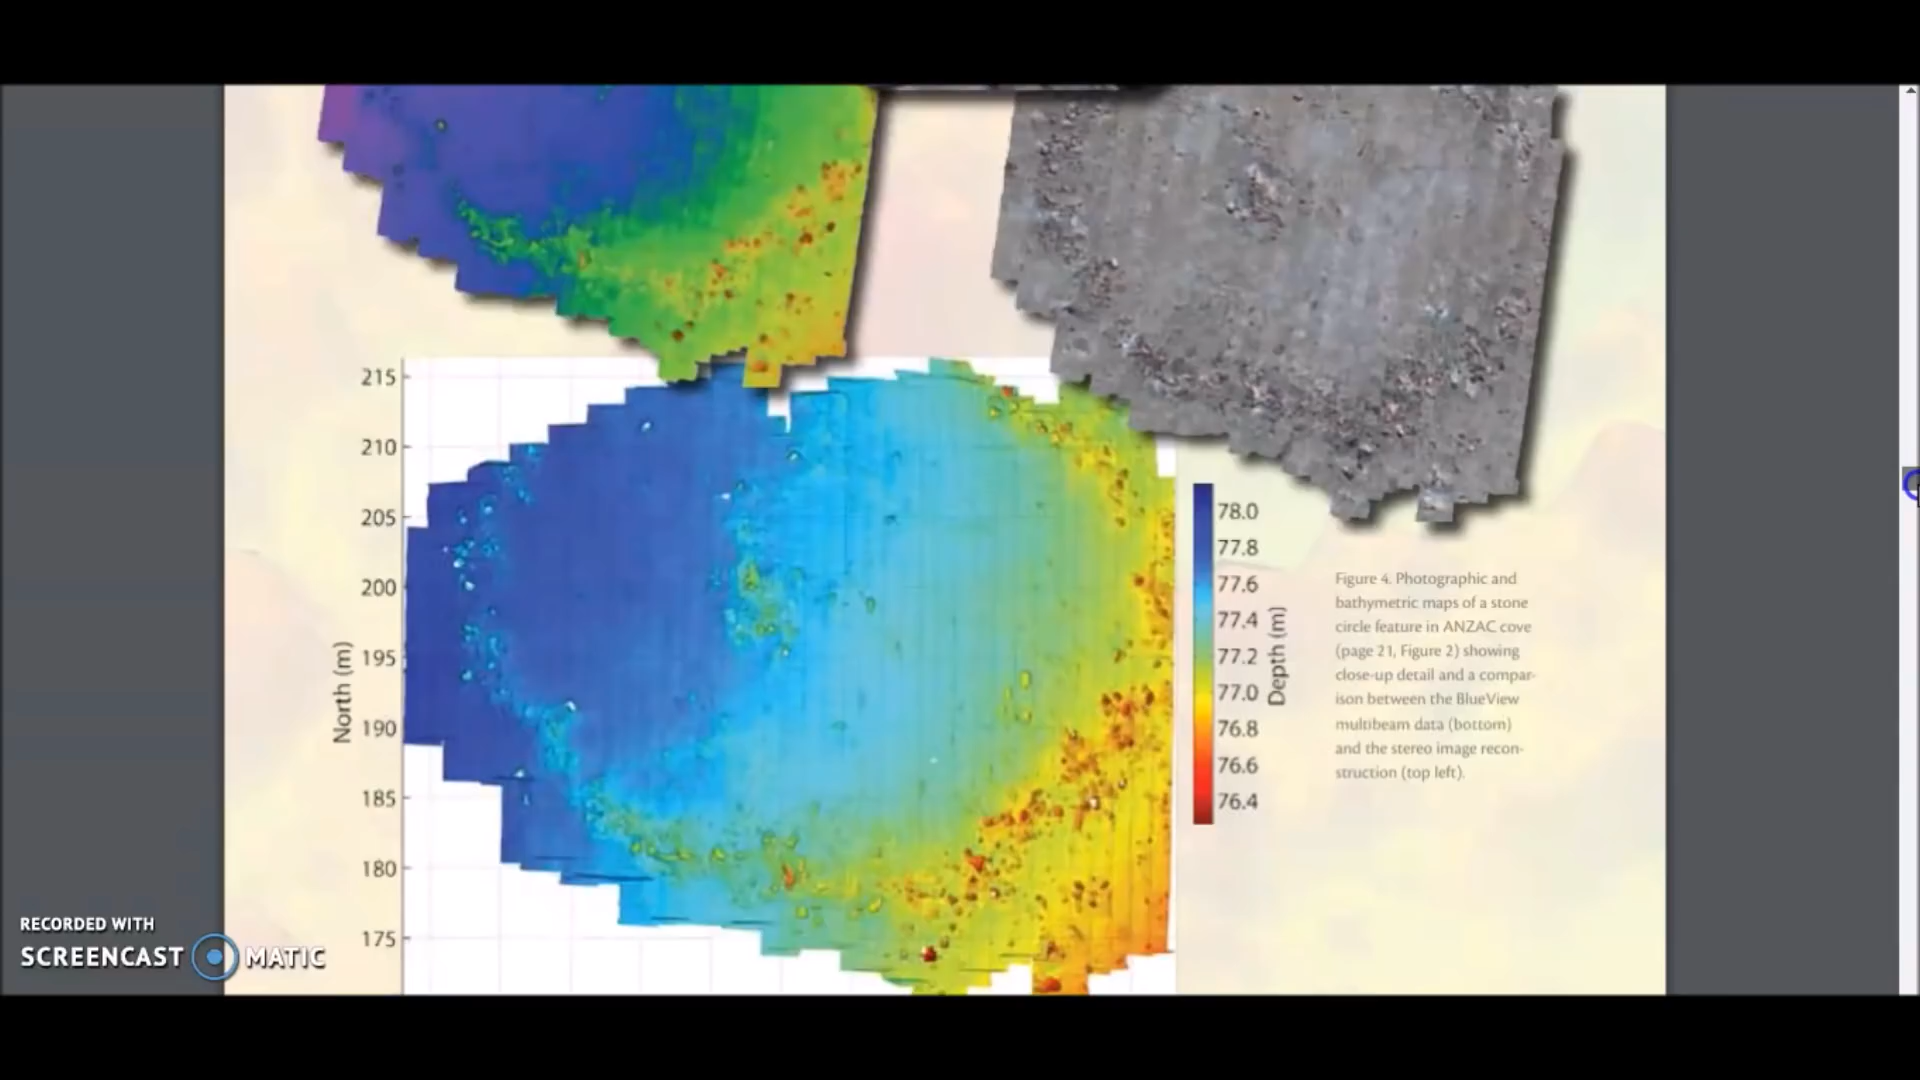 215
210
205
200
195
190
185
180
175
North (m)
78.0
77.8
77.6
77.4
77.2
77.0
76.8
76.6
76.4
Depth (m)
Figure 4. Photographic and
bathymetric maps of a stone
circle feature in ANZAC cove
(page 21, Figure 2) showing
close-up detail and a compar-
ison between the BlueView
multibeam data (bottom)
and the stereo image recon-
struction (top left).
RECORDED WITH
SCREENCAST MATIC